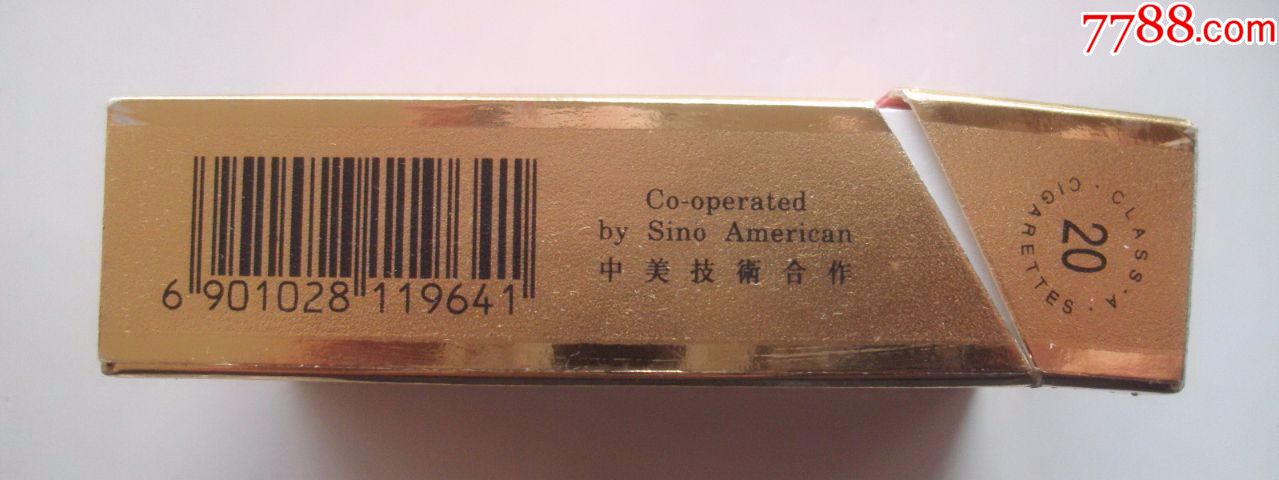 7788.com
6 901028 119641
Co-operated
by Sino American
中美技術合作
CLASS·A·CIGARETTES·
20